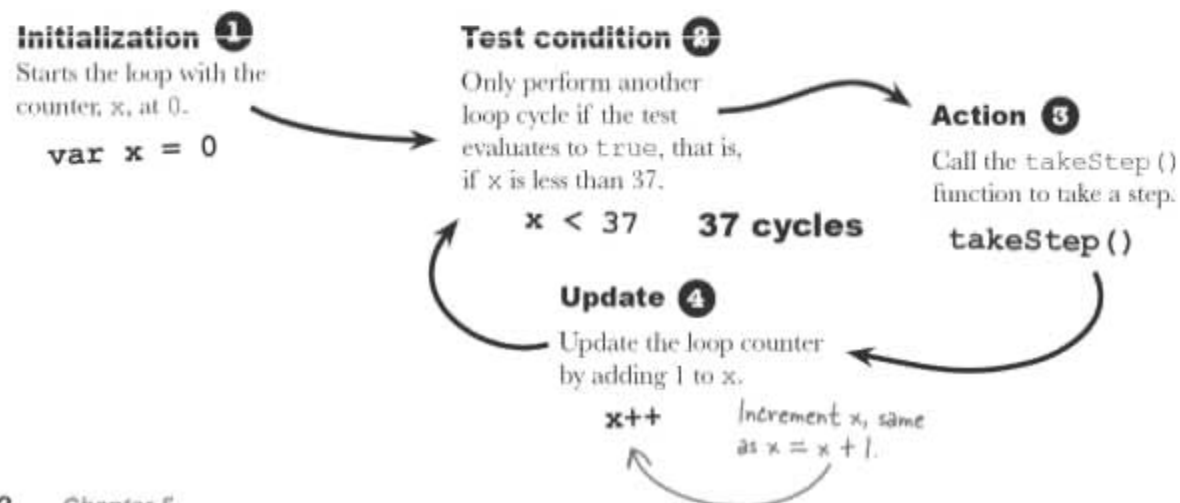 Initialization 1
Starts the loop with the
counter, x, at 0.
var x = 0
Test condition 2
Only perform another
loop cycle if the test
evaluates to true, that is,
if x is less than 37.
x < 37
37 cycles
Action 3
Call the takeStep()
function to take a step.
takeStep()
Update 4
Update the loop counter
by adding 1 to x.
x++
Increment x, same
as x = x + 1.